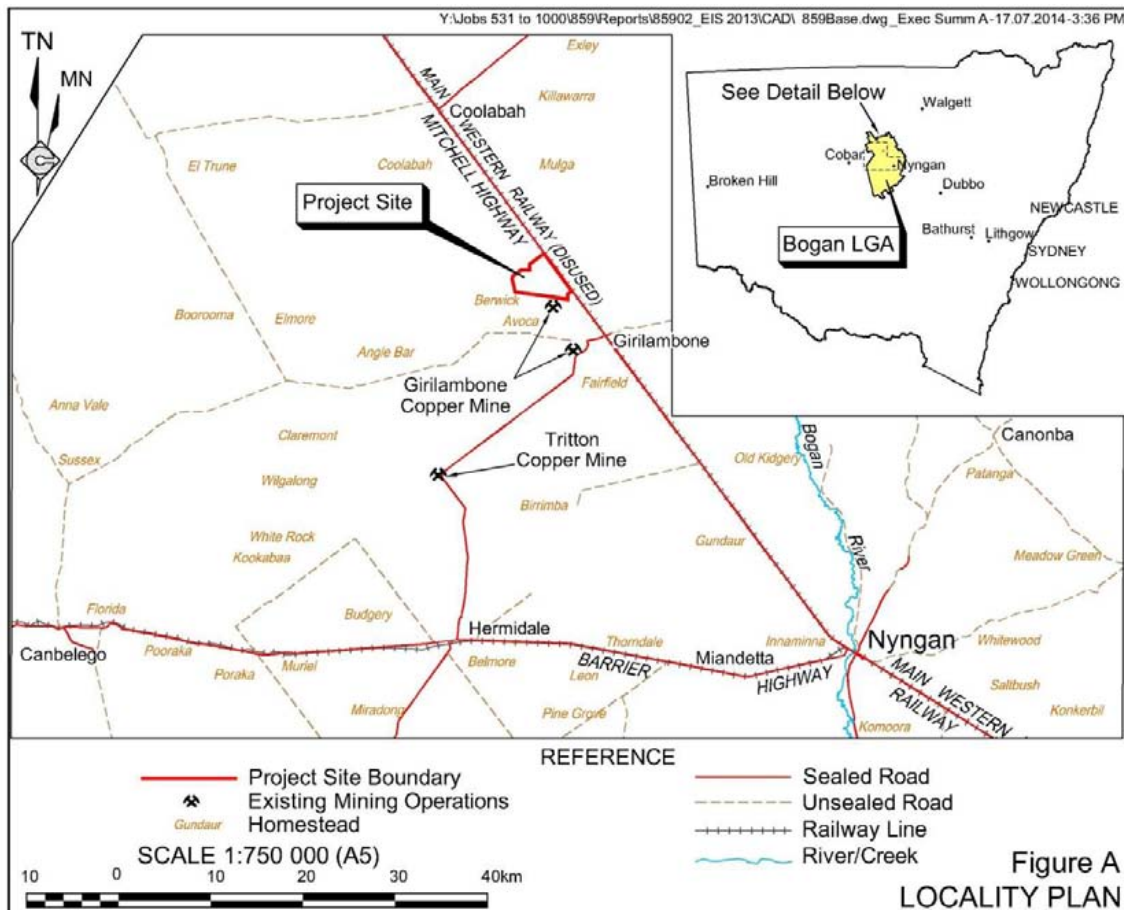 Y:\Jobs 531 to 1000\859\Reports\85902_EIS 2013\CAD\ 859Base.dwg_Exec Summ A-17.07.2014-3:36 PM
TN
MN
Exley
MAIN WESTERN RAILWAY (DISUSED)
MITCHELL HIGHWAY
Killawarra
Coolabah
El Trune
Coolabah
Mulga
Project Site
See Detail Below
Walgett
Cobar
Nyngan
Broken Hill
Dubbo
NEWCASTLE
Bathurst
Lithgow
SYDNEY
Bogan LGA
WOLLONGONG
Berwick
Avoca
Boorooma
Elmore
Girilambone
Angle Bar
Girilambone
Copper Mine
Fairfield
Anna Vale
Claremont
Tritton
Copper Mine
Sussex
Wilgalong
Birrimba
Bogan River
Old Kidgery
Canonba
Patanga
White Rock
Kookabaa
Gundaur
Meadow Green
Florida
Budgery
Hermidale
Thorndale
Innaminna
Nyngan
Whitewood
Canbelego
Pooraka
Poraka
Muriel
Belmore
Leon
BARRIER HIGHWAY
Miandetta
MAIN WESTERN
RAILWAY
Saltbush
Konkerbil
Miradong
Pine Grove
Komoora
REFERENCE
Project Site Boundary
Existing Mining Operations
Gundaur Homestead
SCALE 1:750 000 (A5)
10 0 10 20 30 40km
Sealed Road
Unsealed Road
Railway Line
River/Creek
Figure A
LOCALITY PLAN